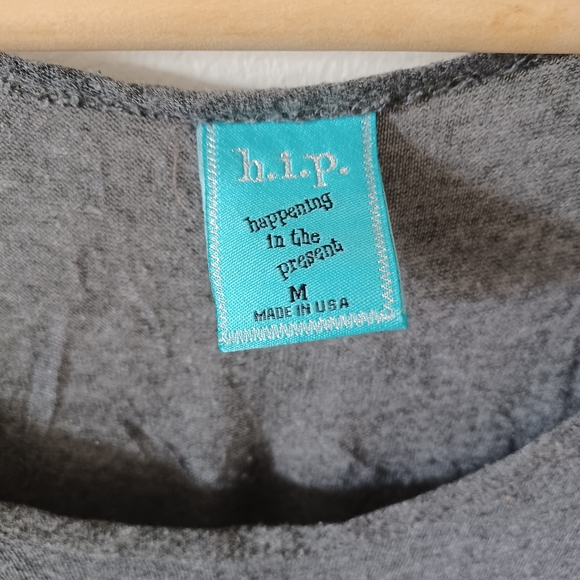 h.i.p.
happening
in the
present
M
MADE IN USA